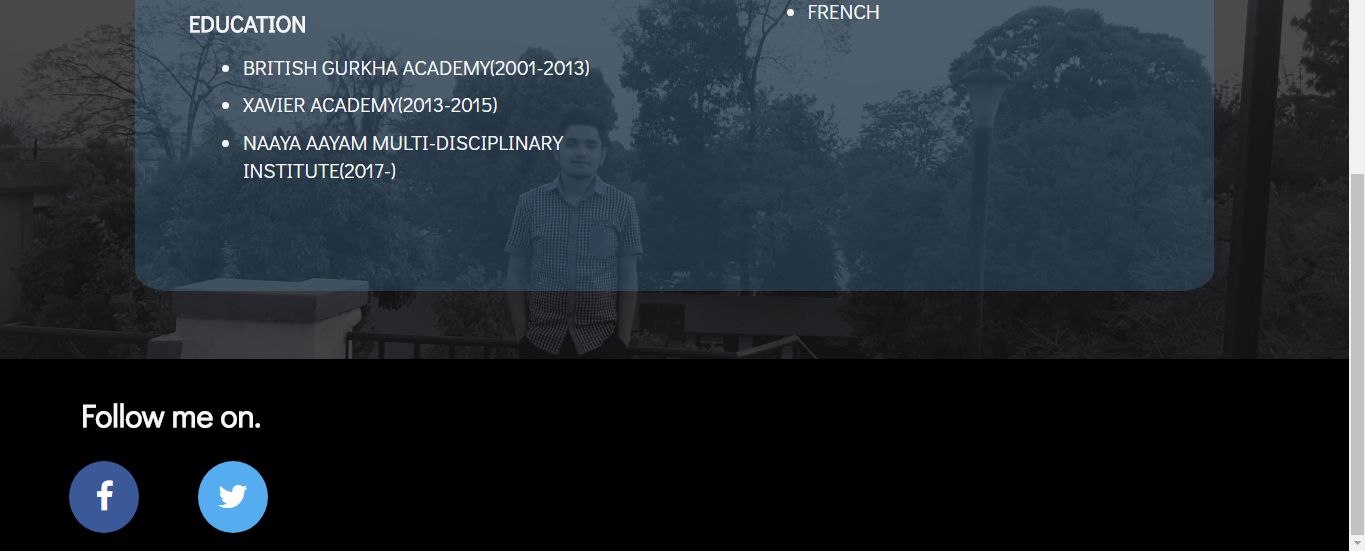 EDUCATION
BRITISH GURKHA ACADEMY(2001-2013)
XAVIER ACADEMY(2013-2015)
NAAYA AAYAM MULTI-DISCIPLINARY
INSTITUTE(2017-)
FRENCH
Follow me on.